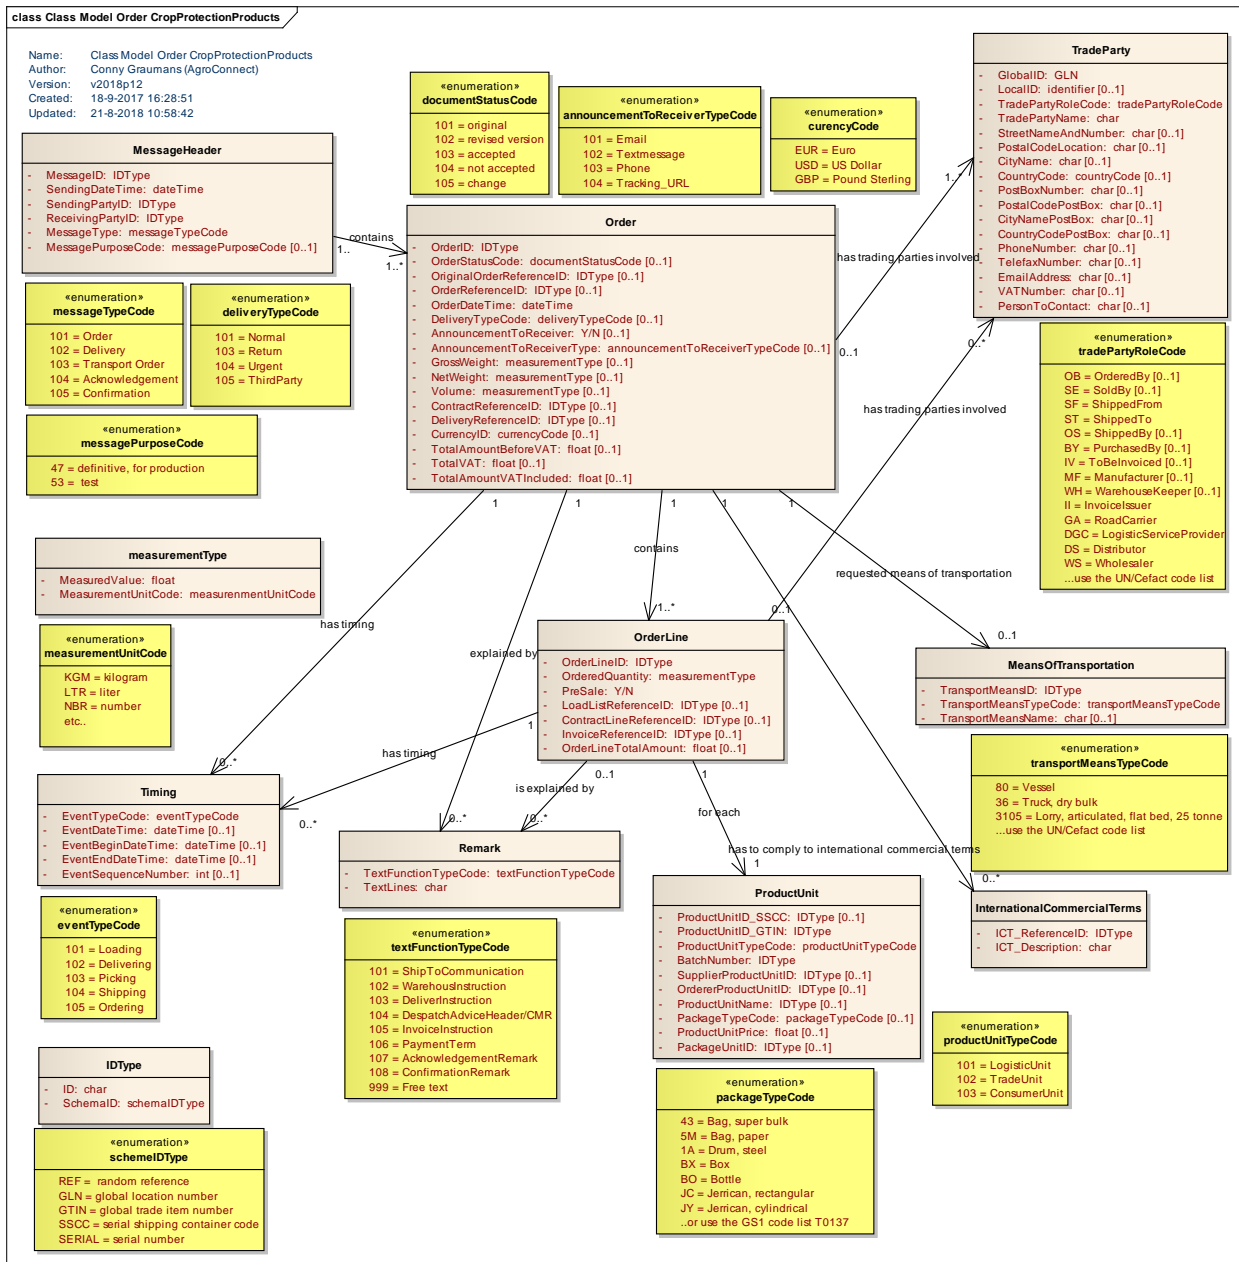 class Class Model Order CropProtectionProducts
Name: Class Model Order CropProtectionProducts
Author: Conny Graumans (AgroConnect)
Version: v2018p12
Created: 18-9-2017 16:28:51
Updated: 21-8-2018 10:58:42
MessageHeader
- MessageID: IDType
- SendingDateTime: dateTime
- SendingPartyID: IDType
- ReceivingPartyID: IDType
- MessageType: messageTypeCode
- MessagePurposeCode: messagePurposeCode [0..1]
«enumeration»
documentStatusCode
101 = original
102 = revised version
103 = accepted
104 = not accepted
105 = change
«enumeration»
announcementToReceiverTypeCode
101 = Email
102 = Textmessage
103 = Phone
104 = Tracking_URL
«enumeration»
curencyCode
EUR = Euro
USD = US Dollar
GBP = Pound Sterling
TradeParty
- GlobalID: GLN
- LocalID: identifier [0..1]
- TradePartyRoleCode: tradePartyRoleCode
- TradePartyName: char
- StreetNameAndNumber: char [0..1]
- PostalCodeLocation: char [0..1]
- CityName: char [0..1]
- CountryCode: countryCode [0..1]
- PostBoxNumber: char [0..1]
- PostalCodePostBox: char [0..1]
- CityNamePostBox: char [0..1]
- CountryCodePostBox: char [0..1]
- PhoneNumber: char [0..1]
- TelefaxNumber: char [0..1]
- EmailAddress: char [0..1]
- VATNumber: char [0..1]
- PersonToContact: char [0..1]
contains
1..
1..*
Order
- OrderID: IDType
- OrderStatusCode: documentStatusCode [0..1]
- OriginalOrderReferenceID: IDType [0..1]
- OrderReferenceID: IDType [0..1]
- OrderDateTime: dateTime
- DeliveryTypeCode: deliveryTypeCode [0..1]
- AnnouncementToReceiver: Y/N [0..1]
- AnnouncementToReceiverType: announcementToReceiverTypeCode [0..1]
- GrossWeight: measurementType [0..1]
- NetWeight: measurementType [0..1]
- Volume: measurementType [0..1]
- ContractReferenceID: IDType [0..1]
- DeliveryReferenceID: IDType [0..1]
- CurrencyID: currencyCode [0..1]
- TotalAmountBeforeVAT: float [0..1]
- TotalVAT: float [0..1]
- TotalAmountVATIncluded: float [0..1]
1..*
has trading parties involved
0..1
0..*
has trading parties involved
0..1
«enumeration»
messageTypeCode
101 = Order
102 = Delivery
103 = Transport Order
104 = Acknowledgement
105 = Confirmation
«enumeration»
deliveryTypeCode
101 = Normal
103 = Return
104 = Urgent
105 = ThirdParty
«enumeration»
messagePurposeCode
47 = definitive, for production
53 = test
«enumeration»
tradePartyRoleCode
OB = OrderedBy [0..1]
SE = SoldBy [0..1]
SF = ShippedFrom
ST = ShippedTo
OS = ShippedBy [0..1]
BY = PurchasedBy [0..1]
IV = ToBeInvoiced [0..1]
MF = Manufacturer [0..1]
WH = WarehouseKeeper [0..1]
II = InvoiceIssuer
GA = RoadCarrier
DGC = LogisticServiceProvider
DS = Distributor
WS = Wholesaler
...use the UN/Cefact code list
1
1
1
1
1
measurementType
- MeasuredValue: float
- MeasurementUnitCode: measurenmentUnitCode
contains
1..*
requested means of transportation
0..1
«enumeration»
measurementUnitCode
KGM = kilogram
LTR = liter
NBR = number
etc..
has timing
0..*
explained by
0..*
OrderLine
- OrderLineID: IDType
- OrderedQuantity: measurementType
- PreSale: Y/N
- LoadListReferenceID: IDType [0..1]
- ContractLineReferenceID: IDType [0..1]
- InvoiceReferenceID: IDType [0..1]
- OrderLineTotalAmount: float [0..1]
MeansOfTransportation
- TransportMeansID: IDType
- TransportMeansTypeCode: transportMeansTypeCode
- TransportMeansName: char [0..1]
«enumeration»
transportMeansTypeCode
80 = Vessel
36 = Truck, dry bulk
3105 = Lorry, articulated, flat bed, 25 tonne
...use the UN/Cefact code list
1
has timing
0..*
0..1
is explained by
0..*
1
for each
1
has to comply to international commercial terms
0..*
Timing
- EventTypeCode: eventTypeCode
- EventDateTime: dateTime [0..1]
- EventBeginDateTime: dateTime [0..1]
- EventEndDateTime: dateTime [0..1]
- EventSequenceNumber: int [0..1]
Remark
- TextFunctionTypeCode: textFunctionTypeCode
- TextLines: char
ProductUnit
- ProductUnitID_SSCC: IDType [0..1]
- ProductUnitID_GTIN: IDType
- ProductUnitTypeCode: productUnitTypeCode
- BatchNumber: IDType
- SupplierProductUnitID: IDType [0..1]
- OrdererProductUnitID: IDType [0..1]
- ProductUnitName: IDType [0..1]
- PackageTypeCode: packageTypeCode [0..1]
- ProductUnitPrice: float [0..1]
- PackageUnitID: IDType [0..1]
InternationalCommercialTerms
- ICT_ReferenceID: IDType
- ICT_Description: char
«enumeration»
eventTypeCode
101 = Loading
102 = Delivering
103 = Picking
104 = Shipping
105 = Ordering
«enumeration»
textFunctionTypeCode
101 = ShipToCommunication
102 = WarehousInstruction
103 = DeliverInstruction
104 = DespatchAdviceHeader/CMR
105 = InvoiceInstruction
106 = PaymentTerm
107 = AcknowledgementRemark
108 = ConfirmationRemark
999 = Free text
«enumeration»
productUnitTypeCode
101 = LogisticUnit
102 = TradeUnit
103 = ConsumerUnit
IDType
- ID: char
- SchemaID: schemaIDType
«enumeration»
packageTypeCode
43 = Bag, super bulk
5M = Bag, paper
1A = Drum, steel
BX = Box
BO = Bottle
JC = Jerrican, rectangular
JY = Jerrican, cylindrical
..or use the GS1 code list T0137
«enumeration»
schemeIDType
REF = random reference
GLN = global location number
GTIN = global trade item number
SSCC = serial shipping container code
SERIAL = serial number